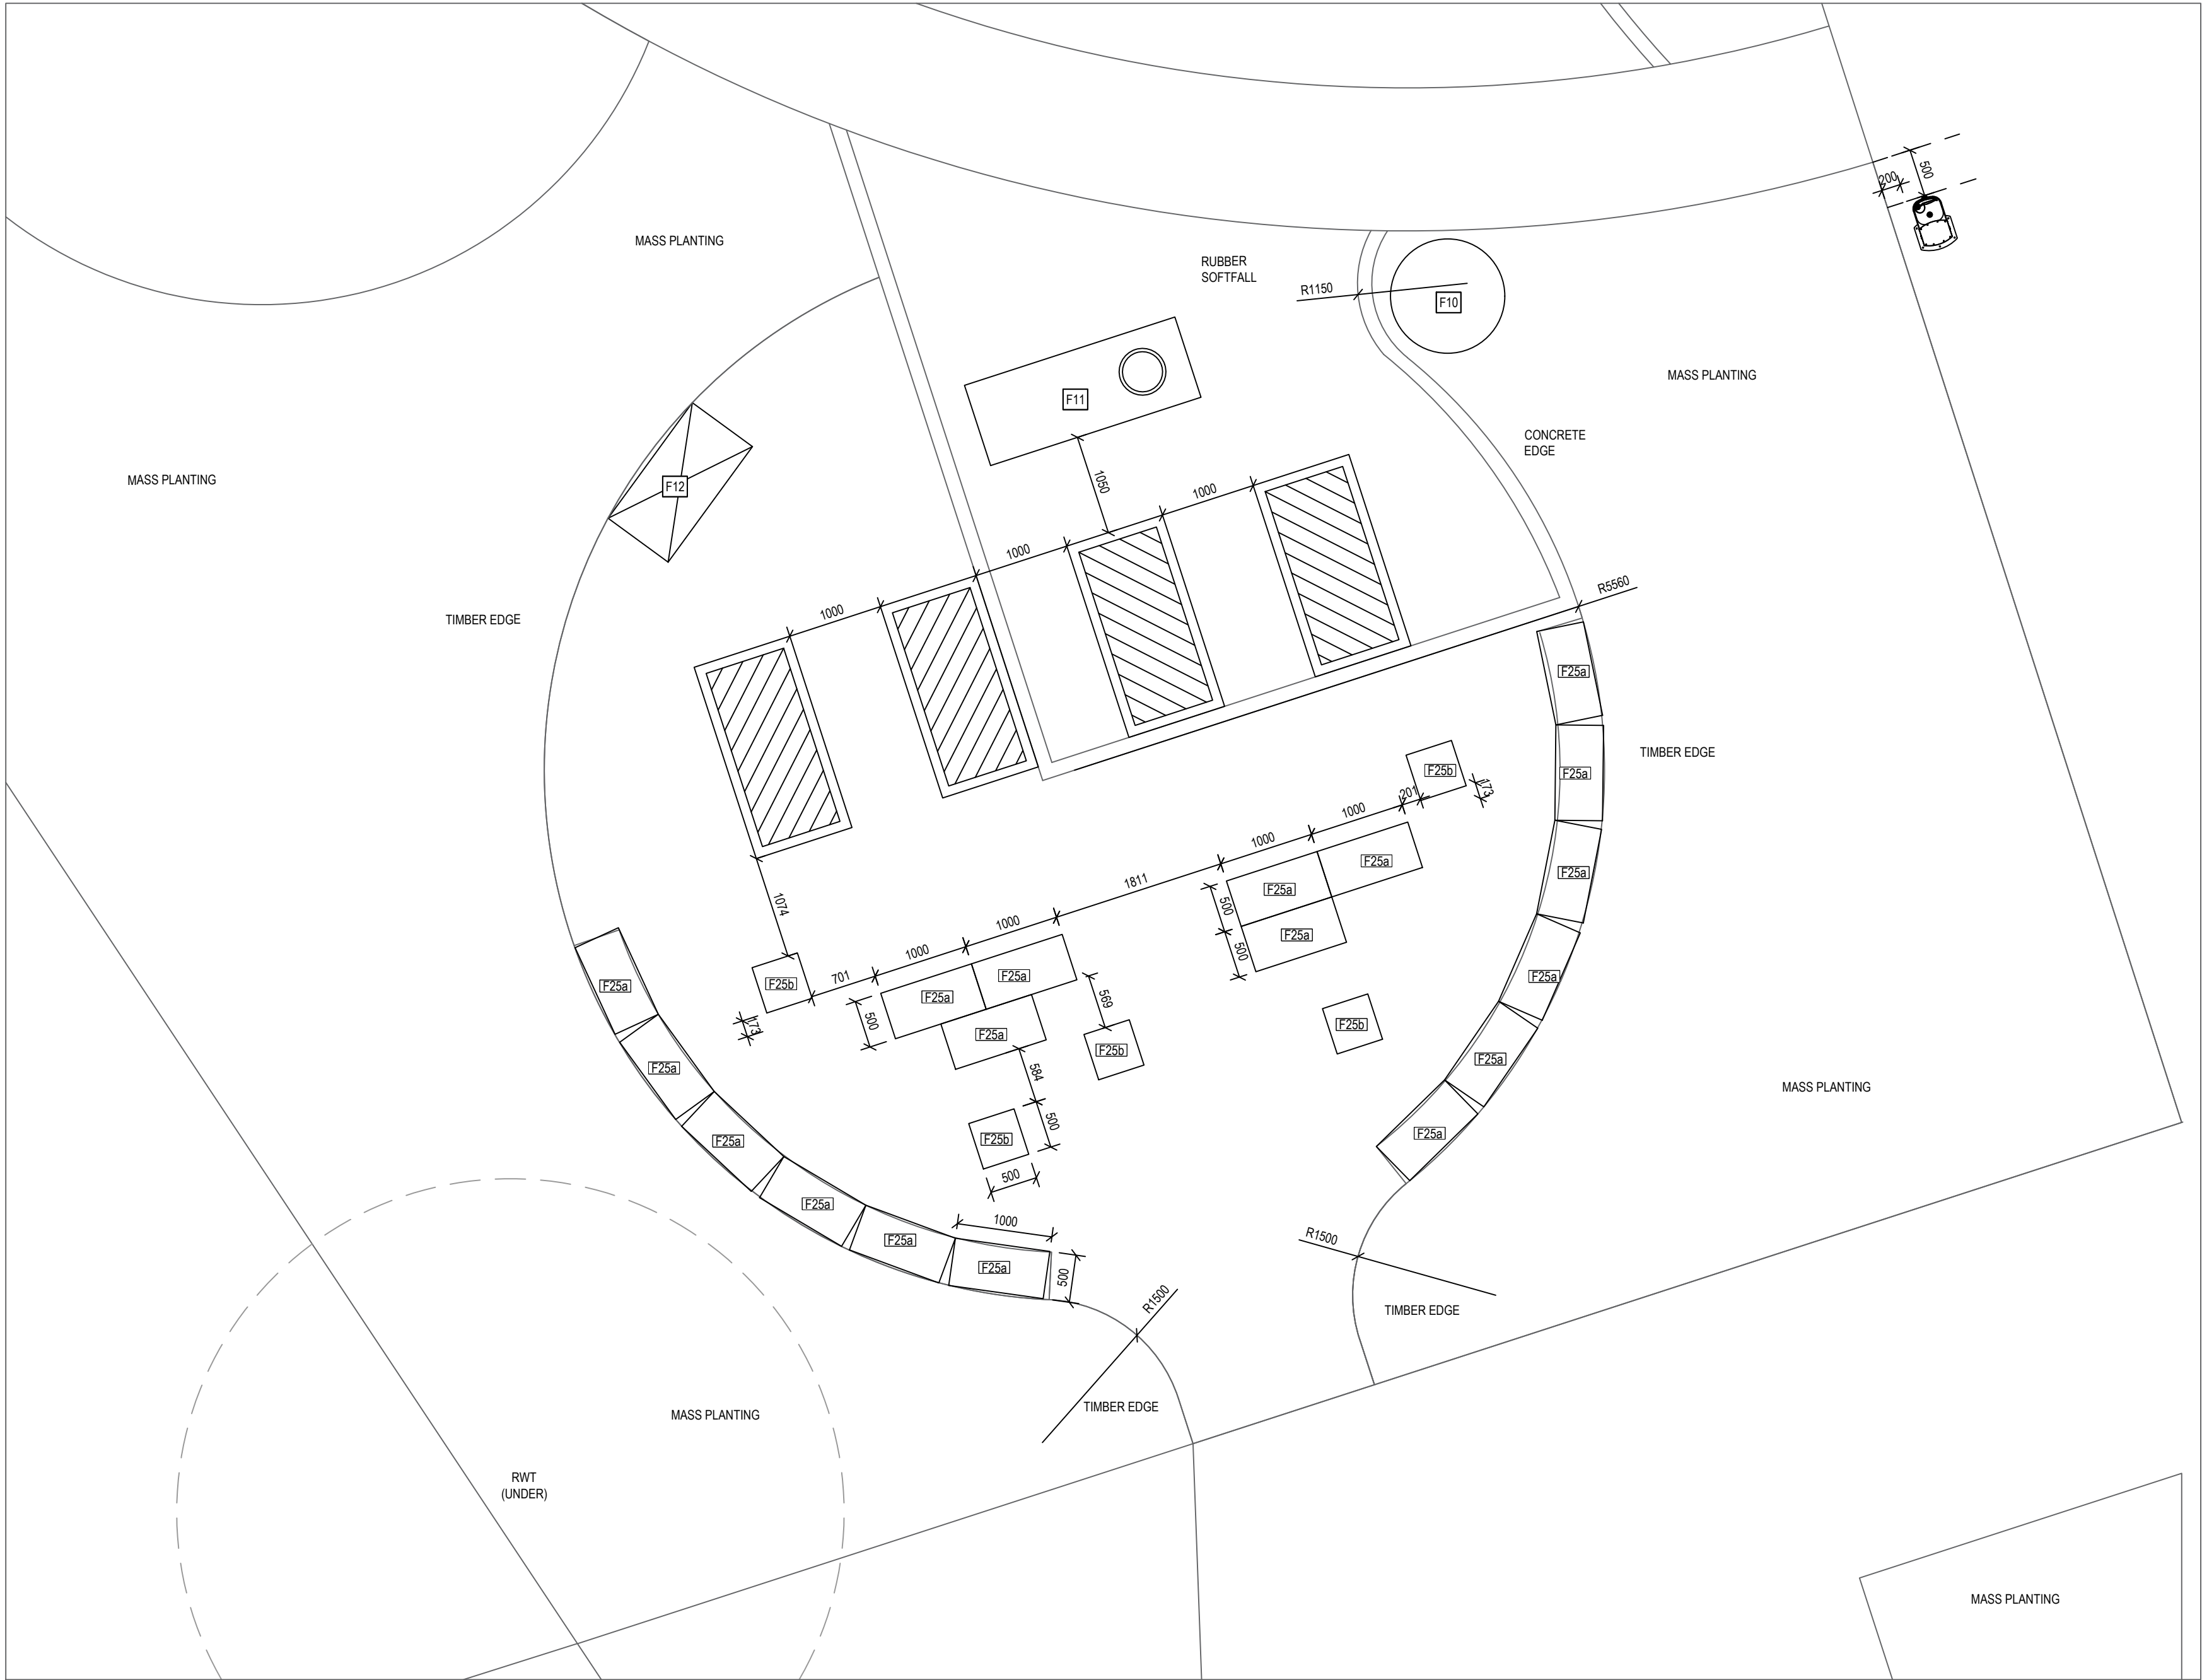 500
200
MASS PLANTING
RUBBER
SOFTFALL
R1150
F10
MASS PLANTING
F11
CONCRETE
EDGE
MASS PLANTING
F12
1050
1000
1000
1000
R5560
TIMBER EDGE
F25a
TIMBER EDGE
F25b
F25a
173
201
1000
1000
F25a
F25a
F25a
1811
1074
500
F25a
500
1000
1000
701
F25b
F25a
F25a
F25a
F25a
569
500
173
F25a
F25b
F25b
F25a
F25a
584
MASS PLANTING
500
F25b
F25a
F25a
500
F25a
1000
F25a
R1500
F25a
500
R1500
TIMBER EDGE
TIMBER EDGE
MASS PLANTING
RWT
(UNDER)
MASS PLANTING